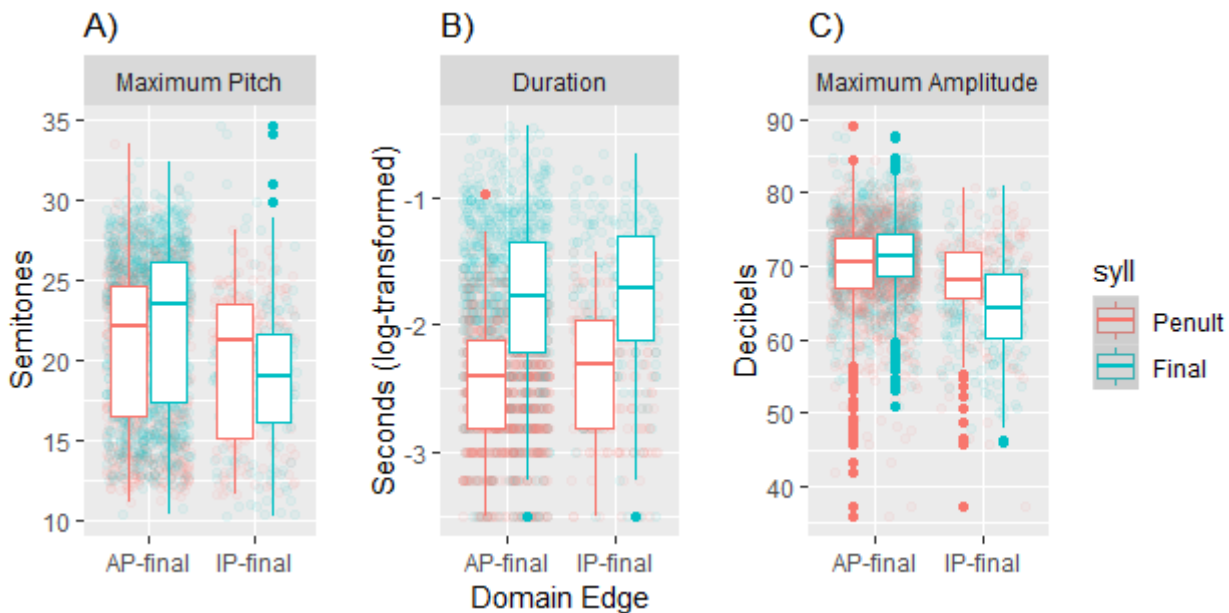 A)
B)
C)
Maximum Pitch
Duration
Maximum Amplitude
Semitones
35
30
25
20
15
10
AP-final
IP-final
Seconds (log-transformed)
-1
-2
-3
AP-final
IP-final
Decibels
90
80
70
60
50
40
AP-final
IP-final
Domain Edge
syll
Penult
Final